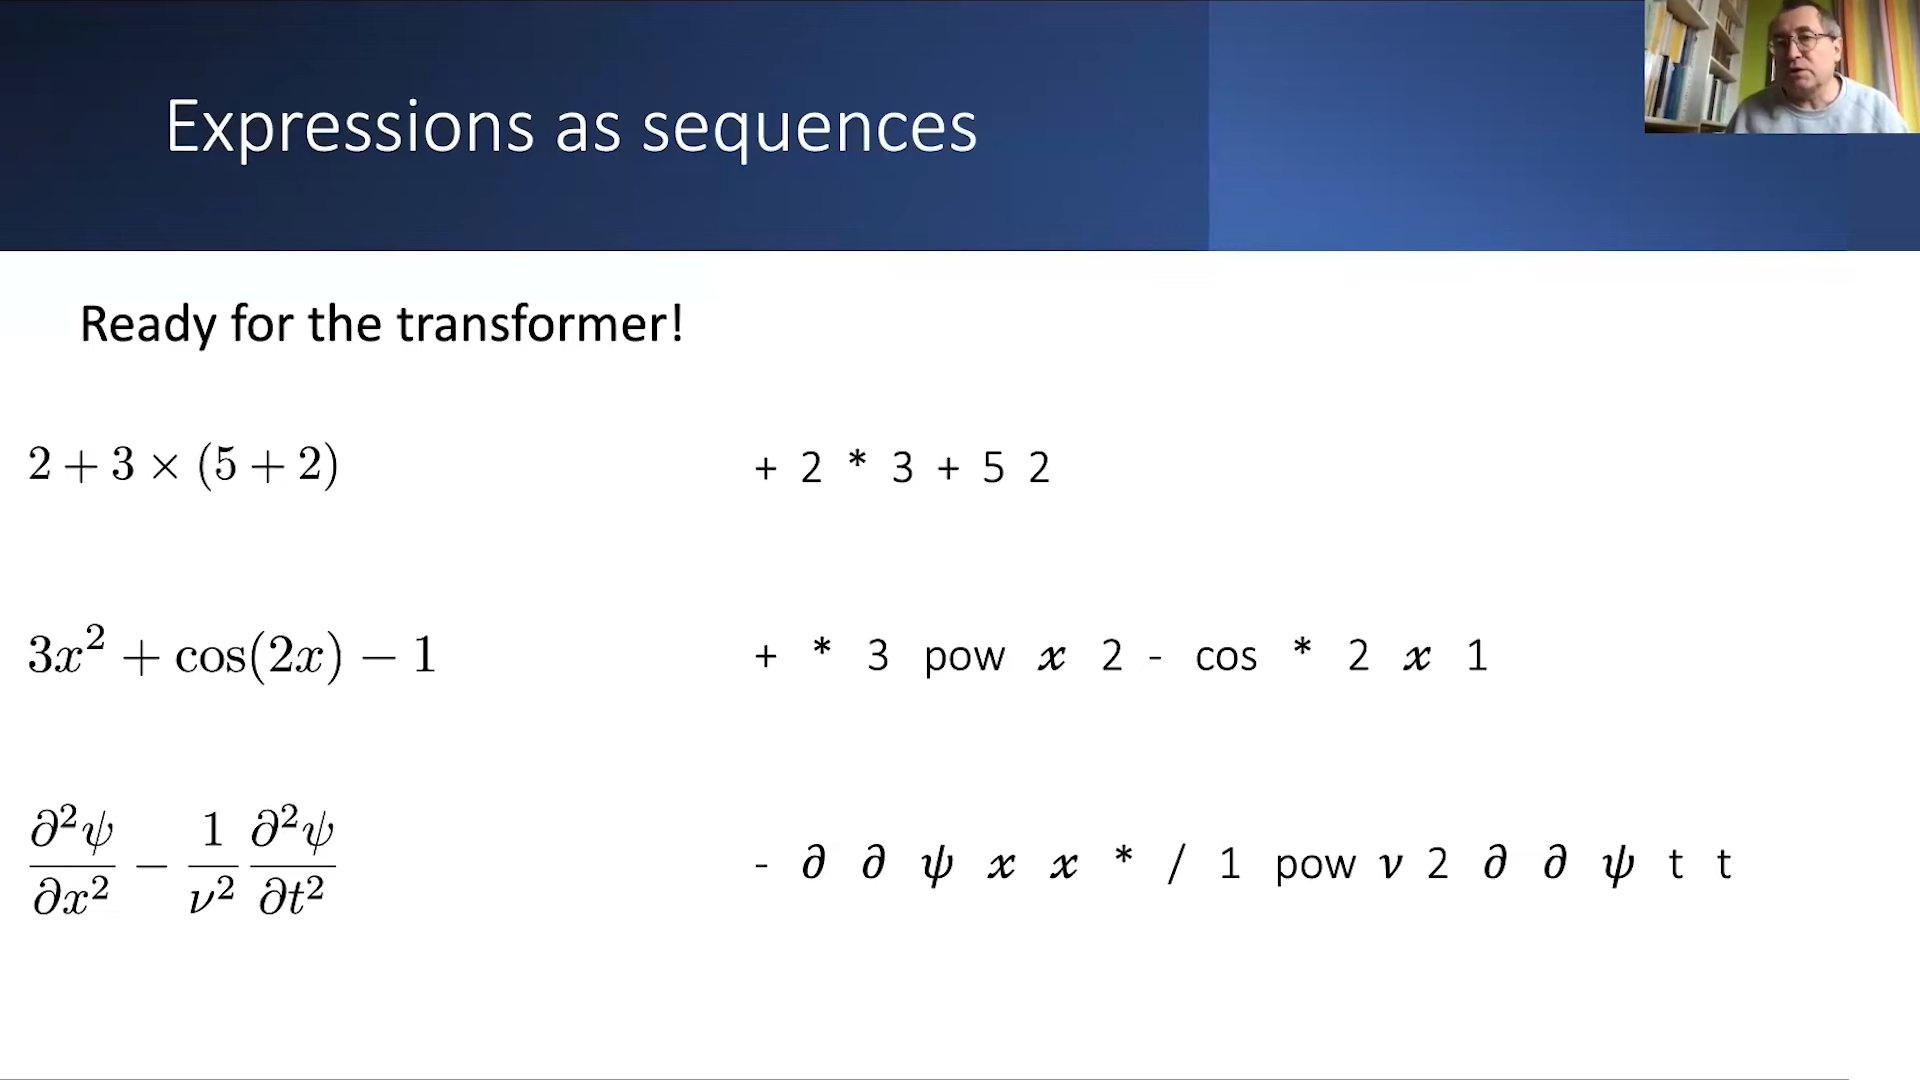 Expressions as sequences
Ready for the transformer!
2 + 3 × (5 + 2)
+ 2 * 3 + 5 2
3x² + cos(2x) − 1
+ * 3 pow x 2 - cos * 2 x 1
∂²ψ/∂x² − 1/ν² ∂²ψ/∂t²
- ∂ ∂ ψ x x * / 1 pow ν 2 ∂ ∂ ψ t t